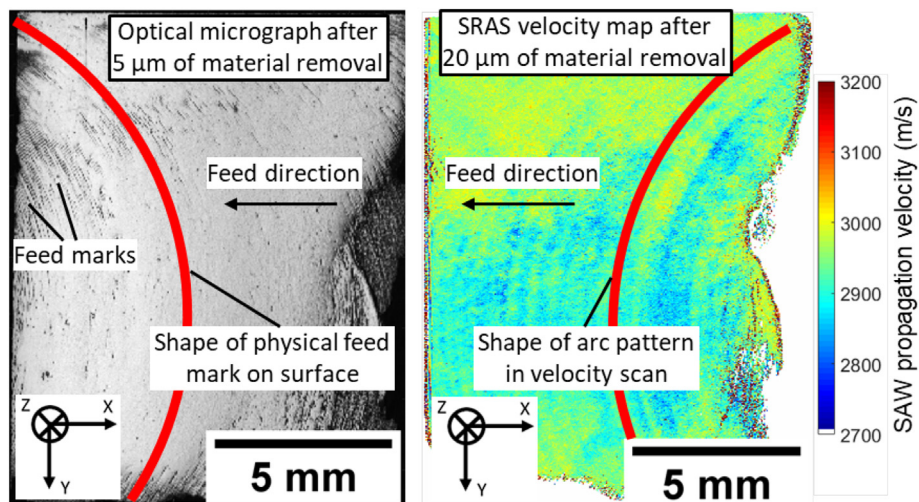 Optical micrograph after
5 µm of material removal
Feed direction
Feed marks
Shape of physical feed
mark on surface
Z
X
Y
5 mm
SRAS velocity map after
20 µm of material removal
Feed direction
Shape of arc pattern
in velocity scan
Z
X
Y
5 mm
3200
3100
3000
2900
2800
2700
SAW propagation velocity (m/s)